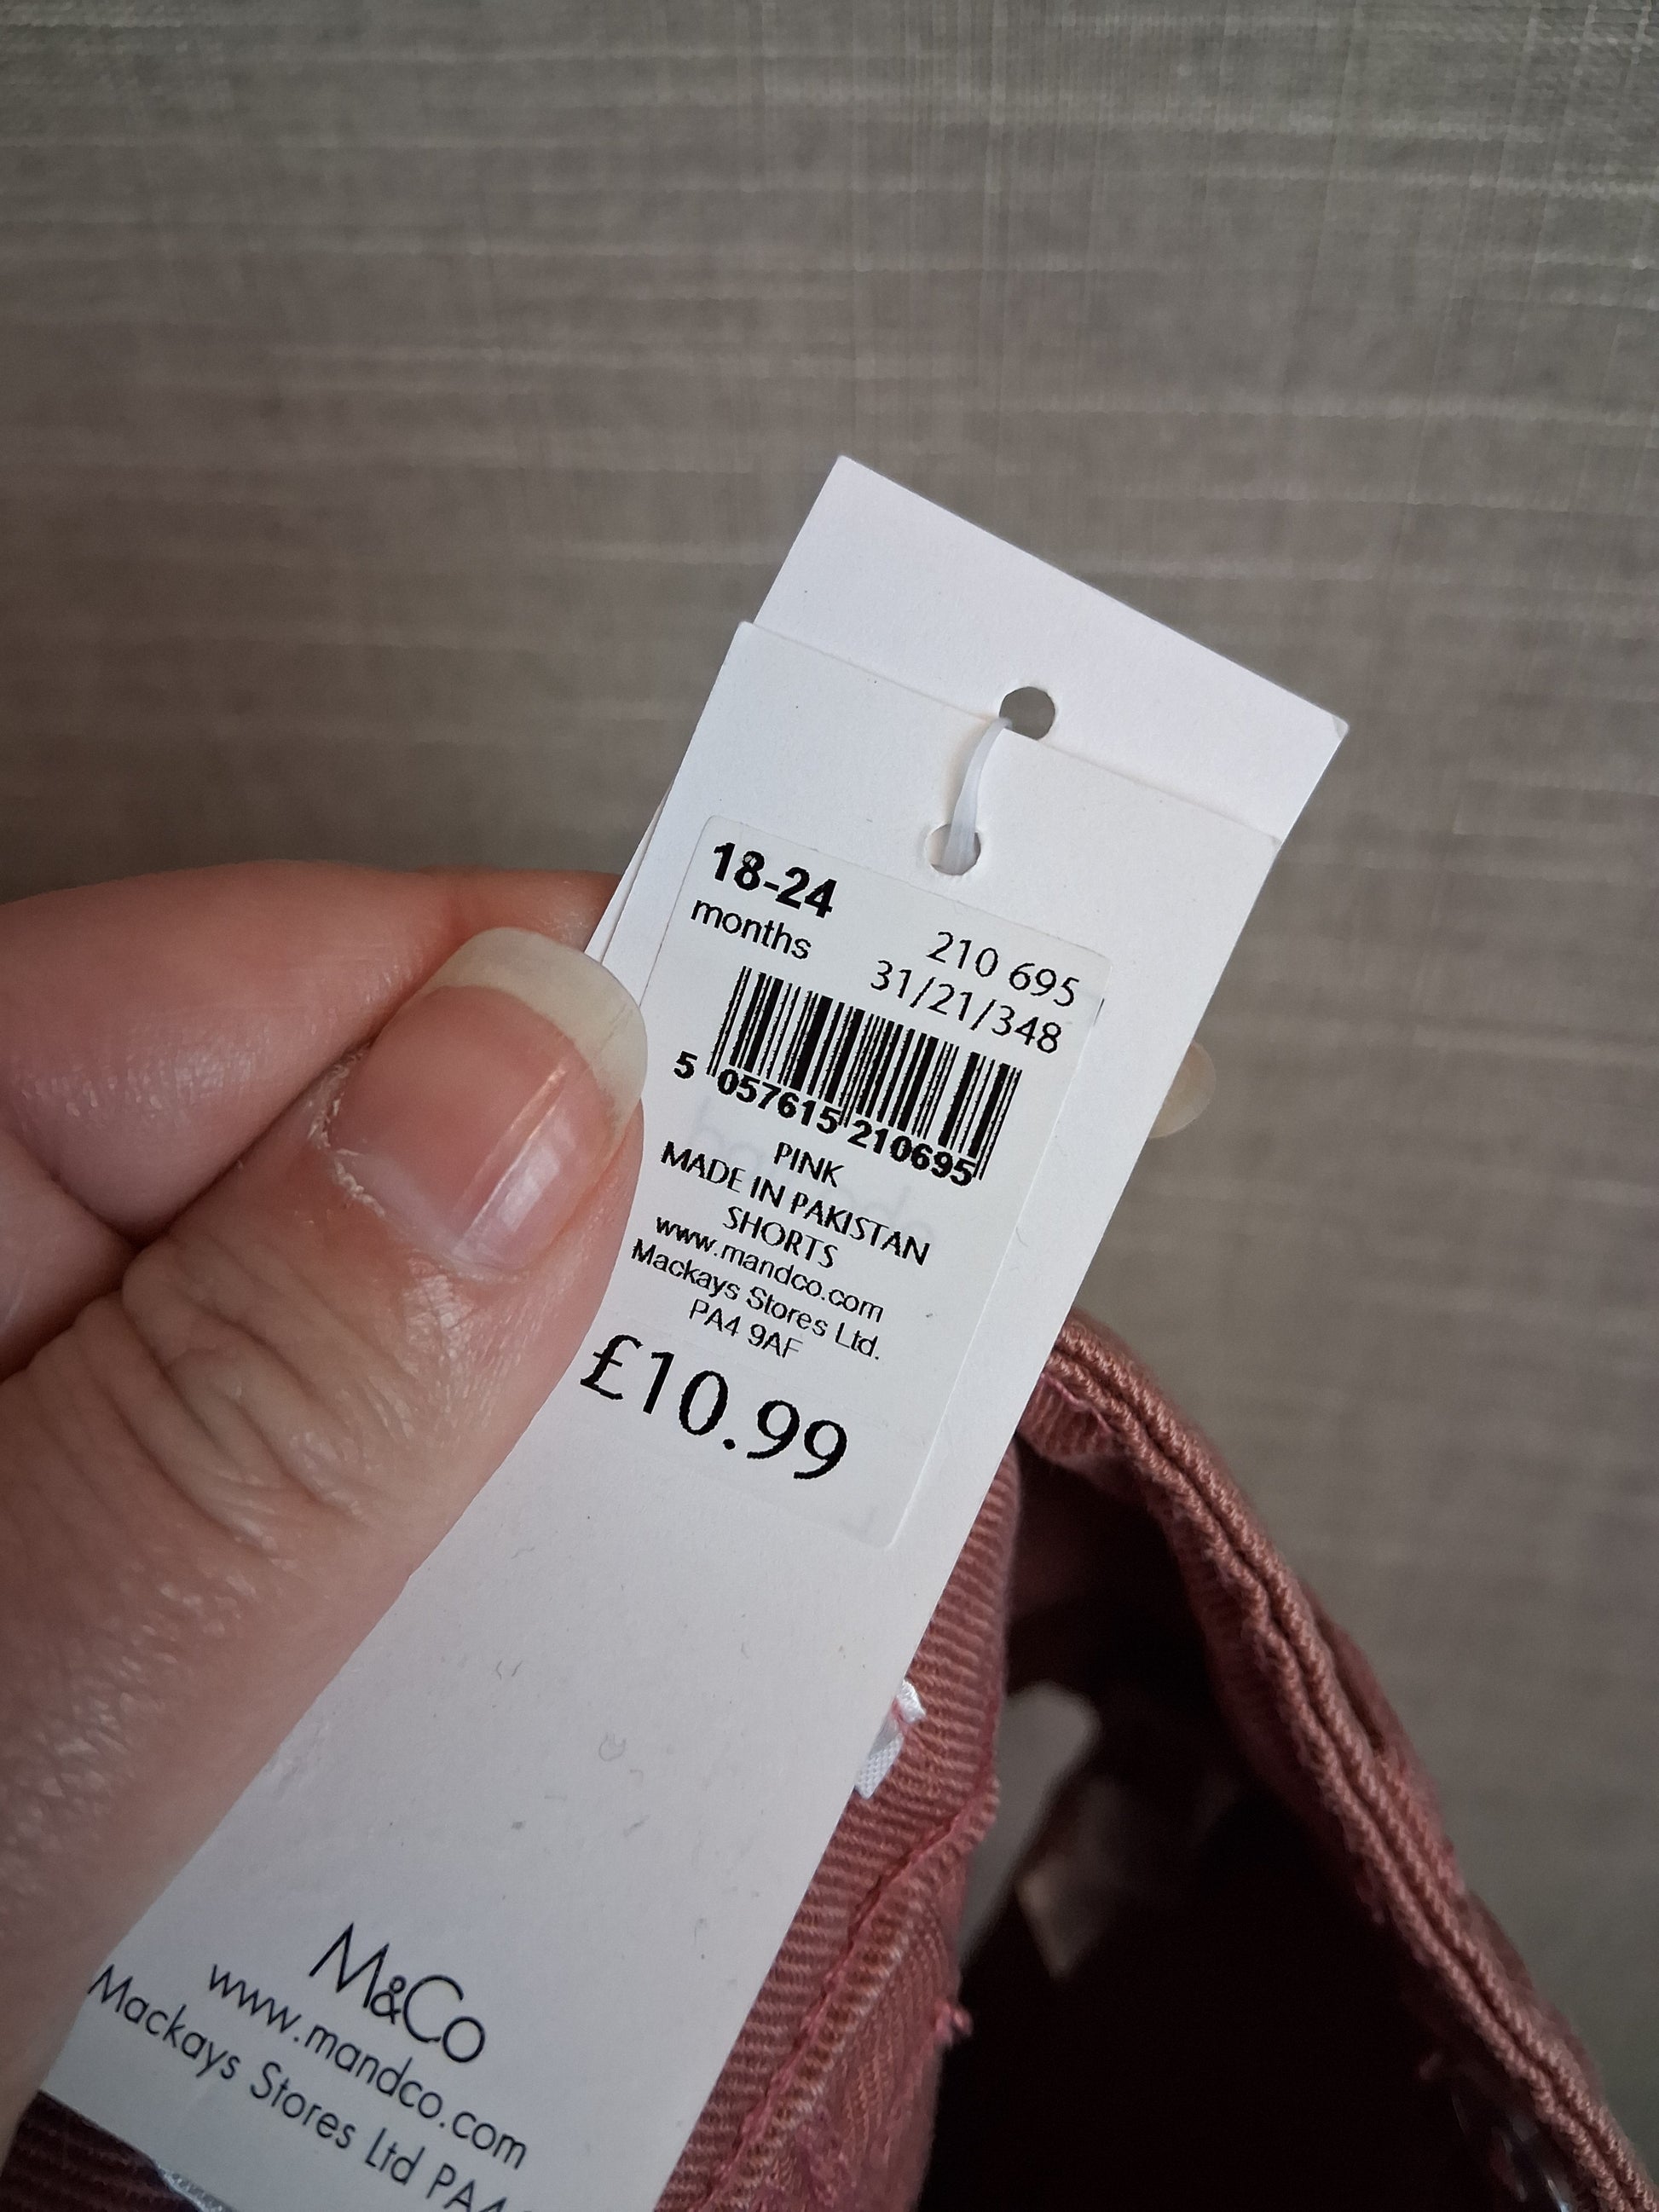 18-24
months
210 695
31/21/348
5 057615 210695
PINK
MADE IN PAKISTAN
SHORTS
www.mandco.com
Mackays Stores Ltd.
PA4 9AF
£10.99
M&Co
www.mandco.com
Mackays Stores Ltd